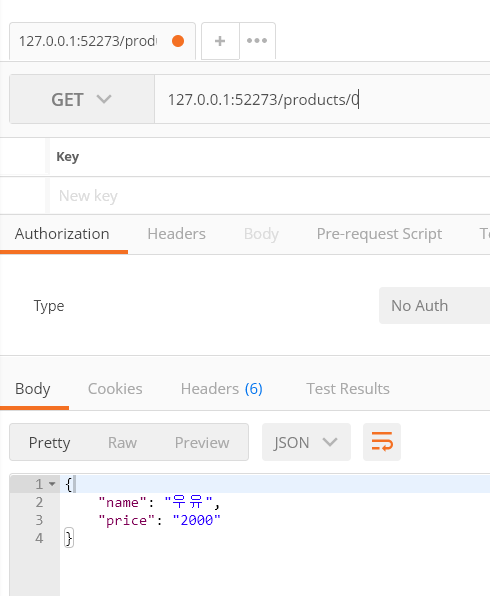 127.0.0.1:52273/prod
GET
127.0.0.1:52273/products/0
Key
New key
Authorization Headers Body Pre-request Script
Type No Auth
Body Cookies Headers (6) Test Results
Pretty Raw Preview JSON
1 {
2 "name": "우유",
3 "price": "2000"
4 }